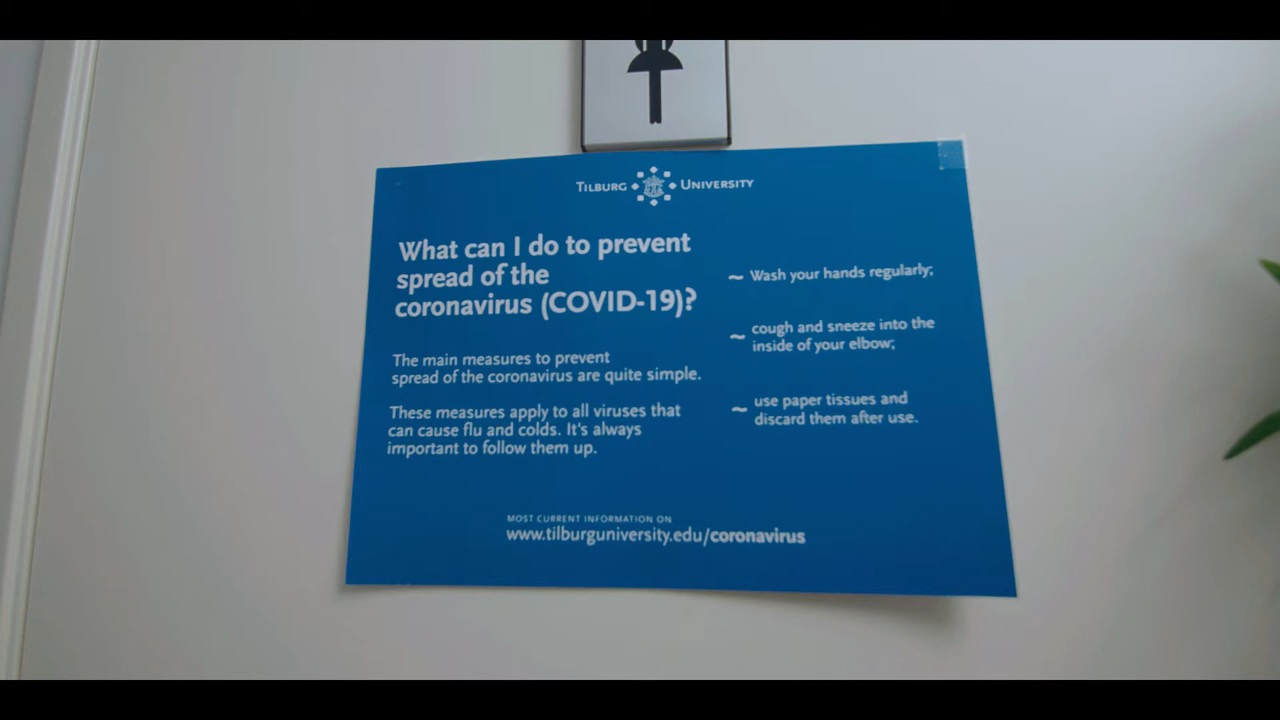 TILBURG UNIVERSITY
What can I do to prevent
spread of the
coronavirus (COVID-19)?
The main measures to prevent
spread of the coronavirus are quite simple.
These measures apply to all viruses that
can cause flu and colds. It's always
important to follow them up.
~ Wash your hands regularly;
~ cough and sneeze into the
inside of your elbow;
~ use paper tissues and
discard them after use.
MOST CURRENT INFORMATION ON
www.tilburguniversity.edu/coronavirus